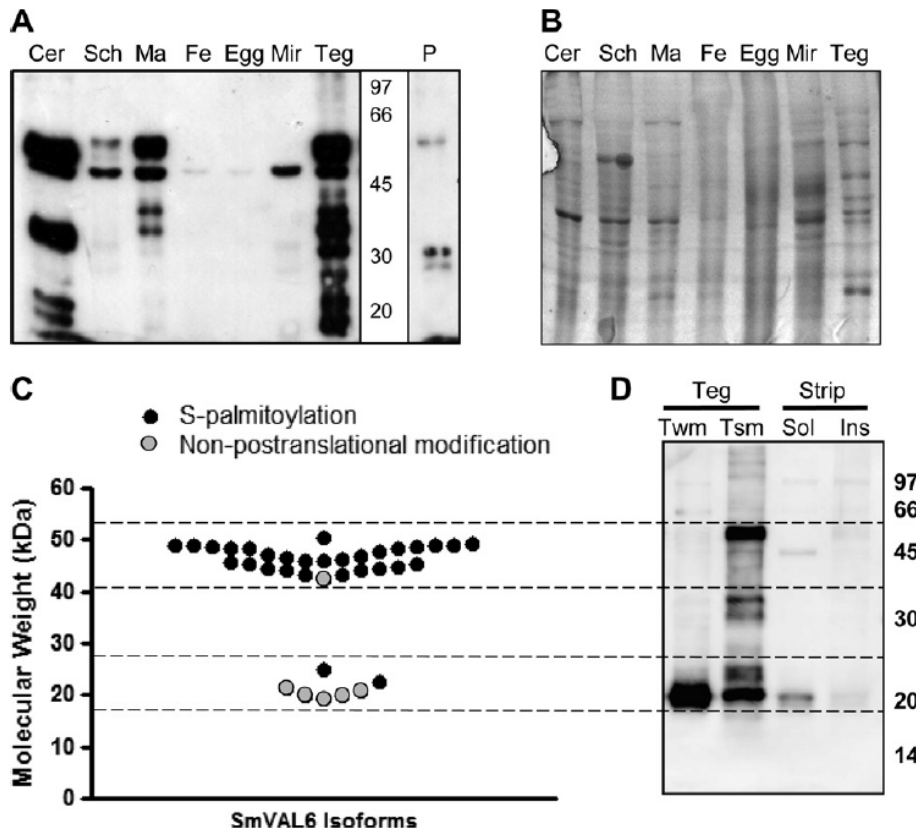 A
Cer Sch Ma Fe Egg Mir Teg P
97
66
45
30
20
B
Cer Sch Ma Fe Egg Mir Teg
C
S-palmitoylation
Non-postranslational modification
Molecular Weight (kDa)
60
50
40
30
20
10
0
SmVAL6 Isoforms
D
Teg Strip
Twm Tsm Sol Ins
97
66
45
30
20
14